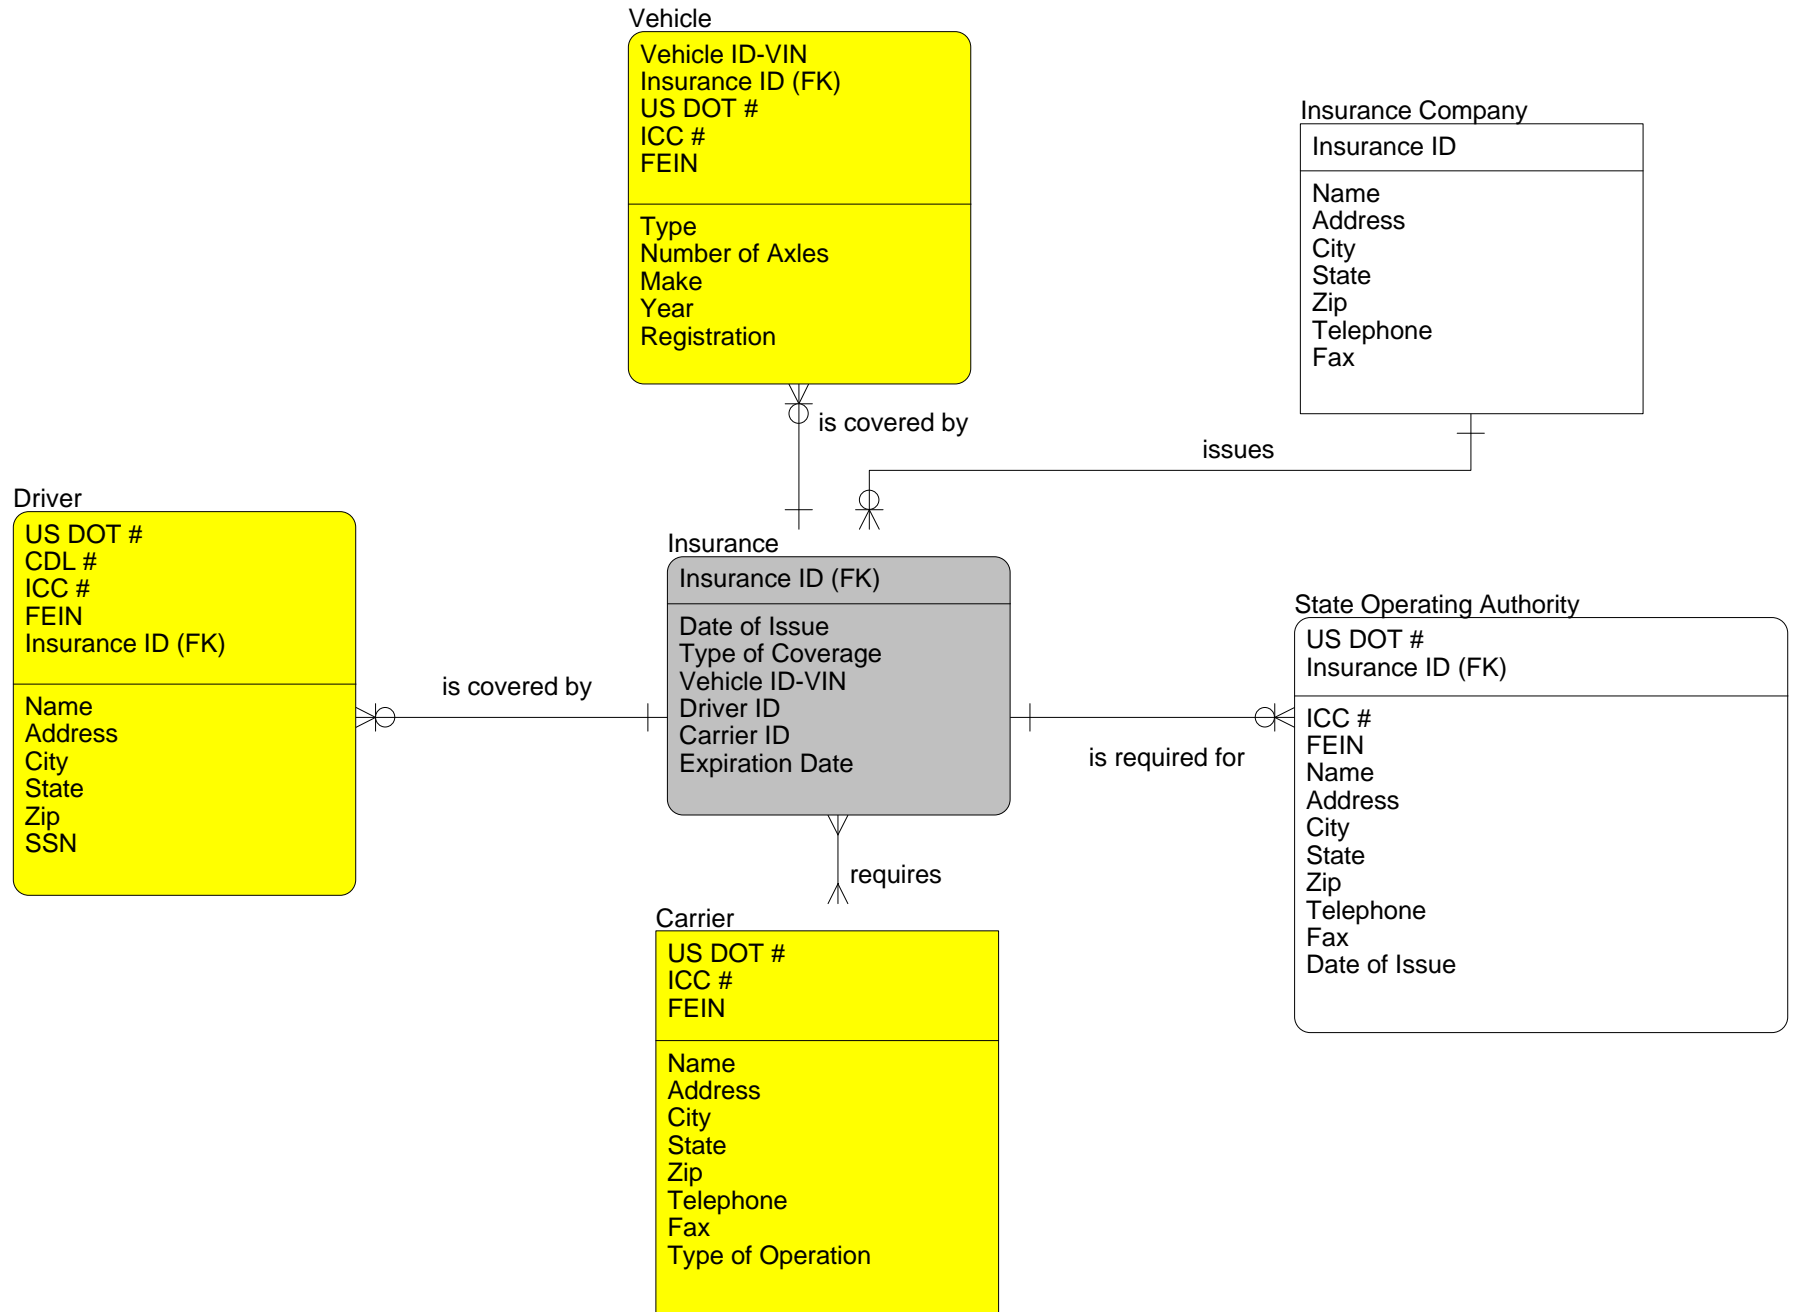 Vehicle
Vehicle ID-VIN
Insurance ID (FK)
US DOT #
ICC #
FEIN
Type
Number of Axles
Make
Year
Registration
is covered by
Insurance Company
Insurance ID
Name
Address
City
State
Zip
Telephone
Fax
issues
Driver
US DOT #
CDL #
ICC #
FEIN
Insurance ID (FK)
Name
Address
City
State
Zip
SSN
is covered by
Insurance
Insurance ID (FK)
Date of Issue
Type of Coverage
Vehicle ID-VIN
Driver ID
Carrier ID
Expiration Date
is required for
State Operating Authority
US DOT #
Insurance ID (FK)
ICC #
FEIN
Name
Address
City
State
Zip
Telephone
Fax
Date of Issue
requires
Carrier
US DOT #
ICC #
FEIN
Name
Address
City
State
Zip
Telephone
Fax
Type of Operation